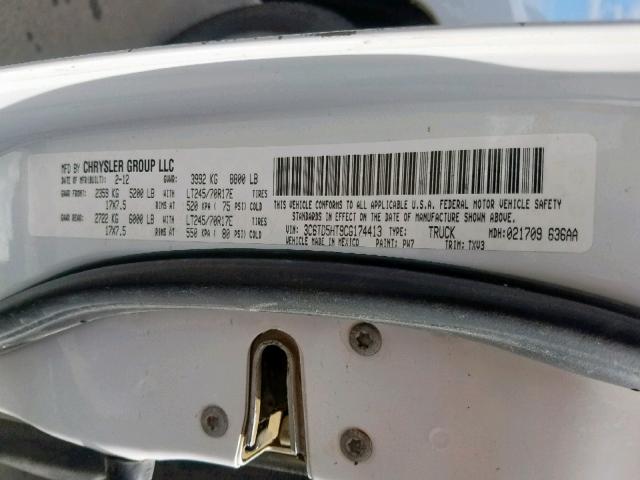 MFD BY CHRYSLER GROUP LLC
DATE OF MFR(BUILT): 2-12 GVWR: 3992 KG 8800 LB
GAWR FRONT: 2359 KG 5200 LB WITH LT245/70R17E TIRES
17X7.5 RIMS AT 520 KPA ( 75 PSI) COLD
GAWR REAR: 2722 KG 6000 LB WITH LT245/70R17E TIRES
17X7.5 RIMS AT 550 KPA ( 80 PSI) COLD
THIS VEHICLE CONFORMS TO ALL APPLICABLE U.S.A. FEDERAL MOTOR VEHICLE SAFETY
STANDARDS IN EFFECT ON THE DATE OF MANUFACTURE SHOWN ABOVE.
VIN: 3C6TD5HT9CG174413 TYPE: TRUCK MDH: 021709 636AA
VEHICLE MADE IN MEXICO PAINT: PW7 TRIM: TXV3